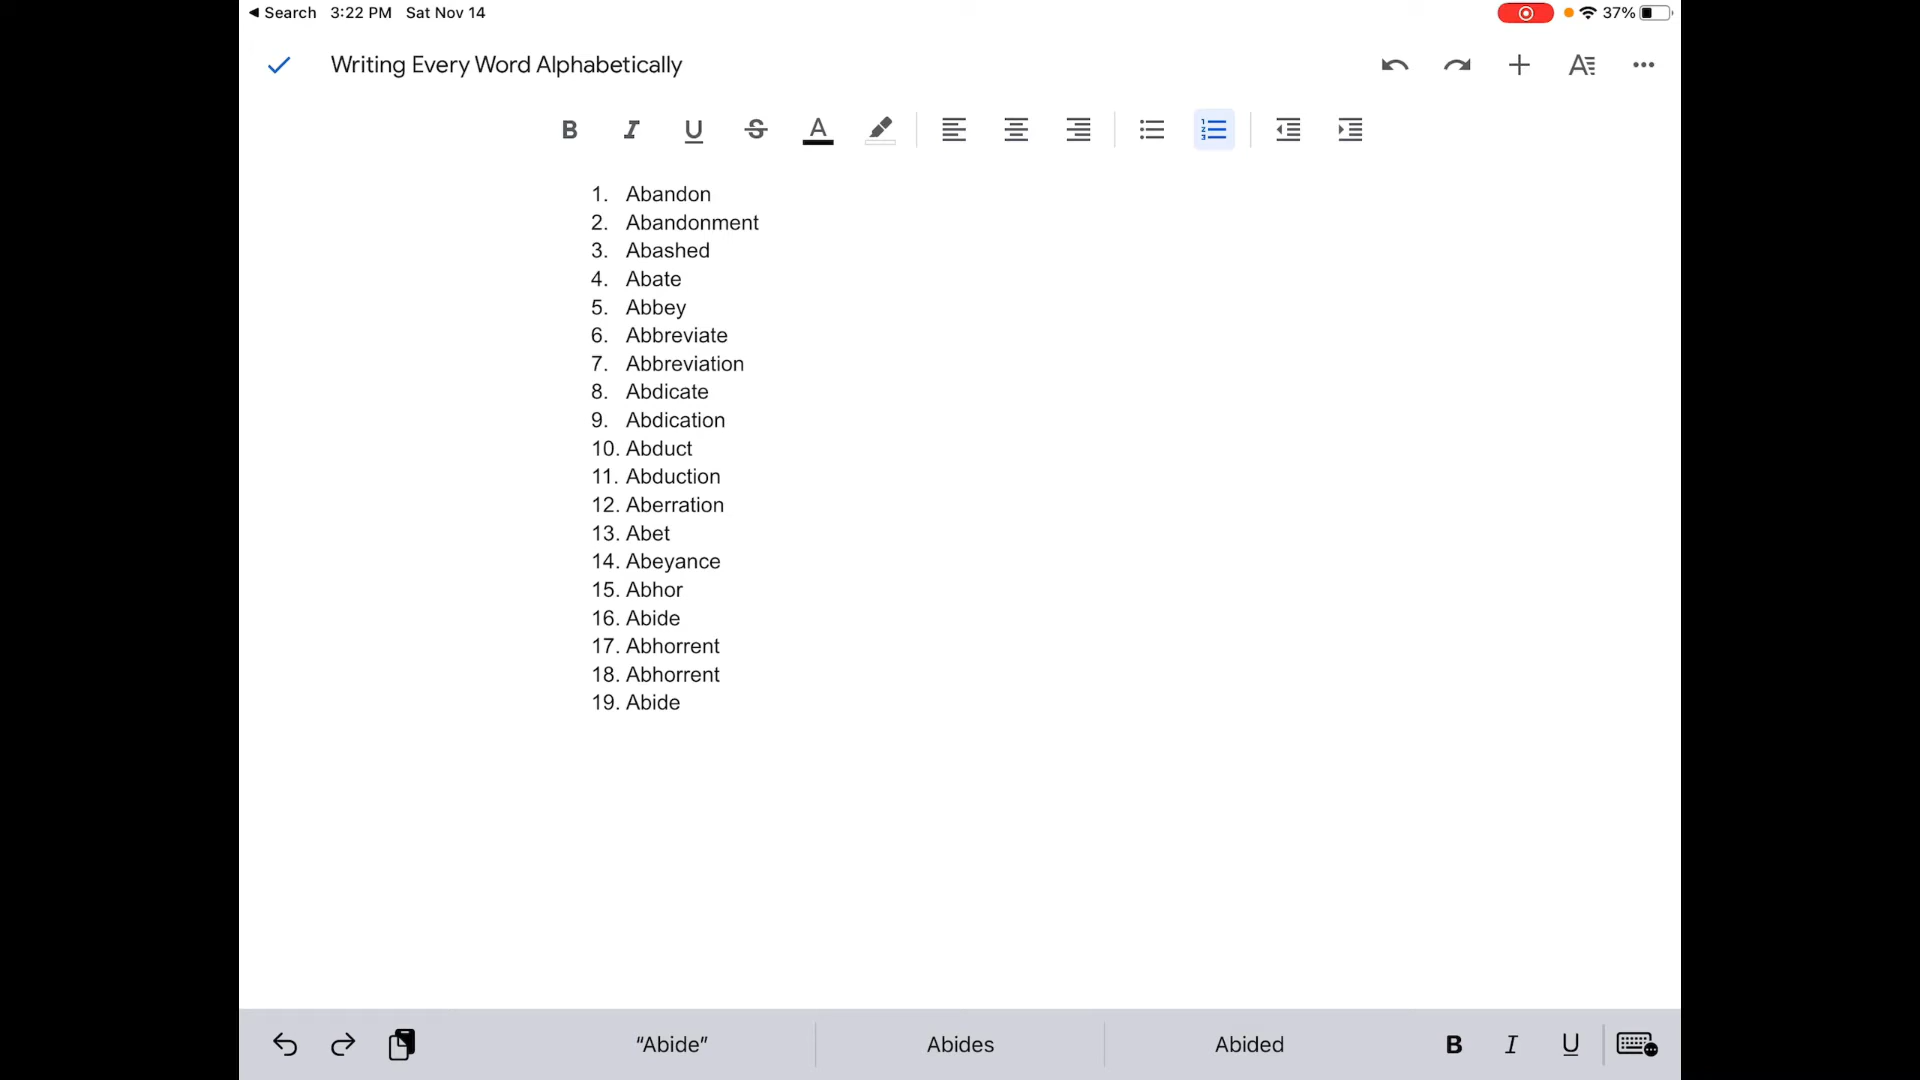 Search 3:22 PM Sat Nov 14 37%
Writing Every Word Alphabetically
1. Abandon
2. Abandonment
3. Abashed
4. Abate
5. Abbey
6. Abbreviate
7. Abbreviation
8. Abdicate
9. Abdication
10. Abduct
11. Abduction
12. Aberration
13. Abet
14. Abeyance
15. Abhor
16. Abide
17. Abhorrent
18. Abhorrent
19. Abide
“Abide” Abides Abided B I U